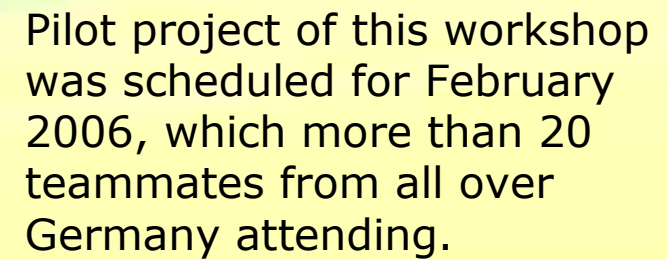 Pilot project of this workshop
was scheduled for February
2006, which more than 20
teammates from all over
Germany attending.